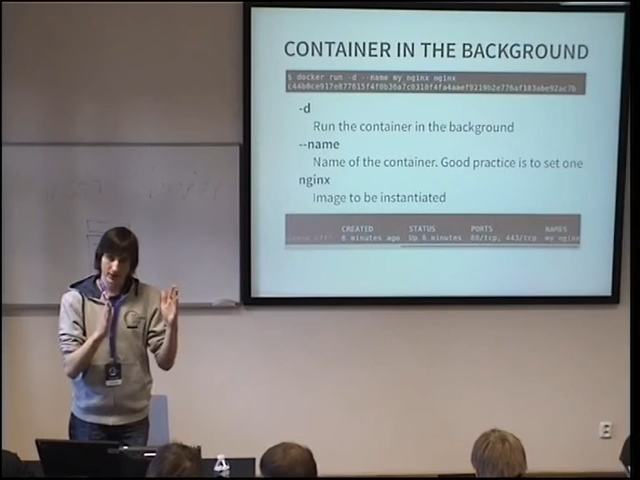 CONTAINER IN THE BACKGROUND
$ docker run -d --name my_nginx nginx
-d
Run the container in the background
--name
Name of the container. Good practice is to set one
nginx
Image to be instantiated
CREATED STATUS PORTS NAMES
6 minutes ago Up 6 minutes 80/tcp, 443/tcp my_nginx